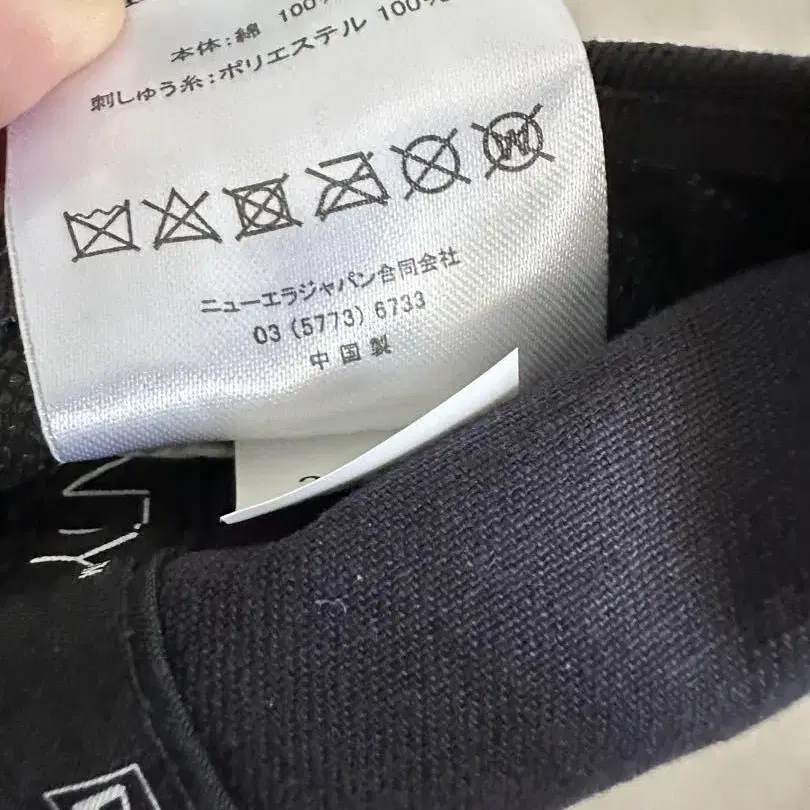 本体:綿 100%
刺しゅう糸:ポリエステル 100%
W
ニューエラジャパン合同会社
03 (5773) 6733
中国製